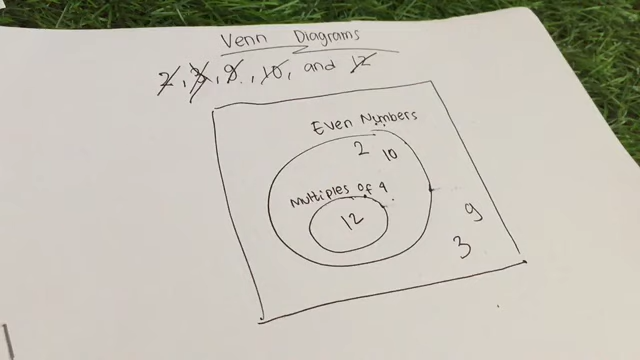 Venn Diagrams
2, 3, 9, 10, and 12
Even Numbers
2
10
Multiples of 4
12
9
3